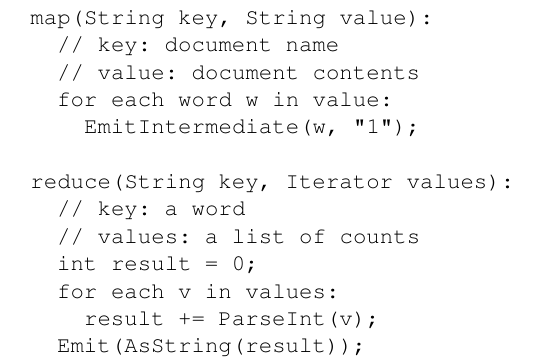 map(String key, String value):
// key: document name
// value: document contents
for each word w in value:
EmitIntermediate(w, "1");
reduce(String key, Iterator values):
// key: a word
// values: a list of counts
int result = 0;
for each v in values:
result += ParseInt(v);
Emit(AsString(result));